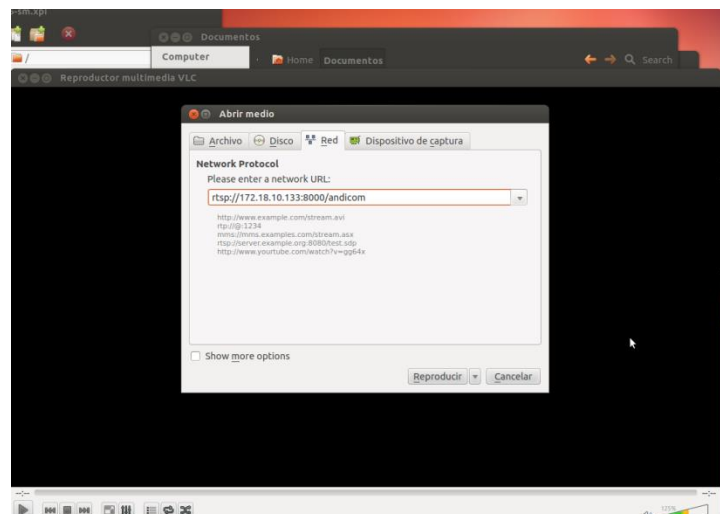 -sm.xpi
Documentos
/
Computer
Home Documentos
Search
Reproductor multimedia VLC
Abrir medio
Archivo Disco Red Dispositivo de captura
Network Protocol
Please enter a network URL:
rtsp://172.18.10.133:8000/andicom
http://www.example.com/stream.avi
rtp://@:1234
mms://mms.examples.com/stream.asx
rtsp://server.example.org:8080/test.sdp
http://www.yourtube.com/watch?v=gg64x
Show more options
Reproducir Cancelar
--:-- --:--